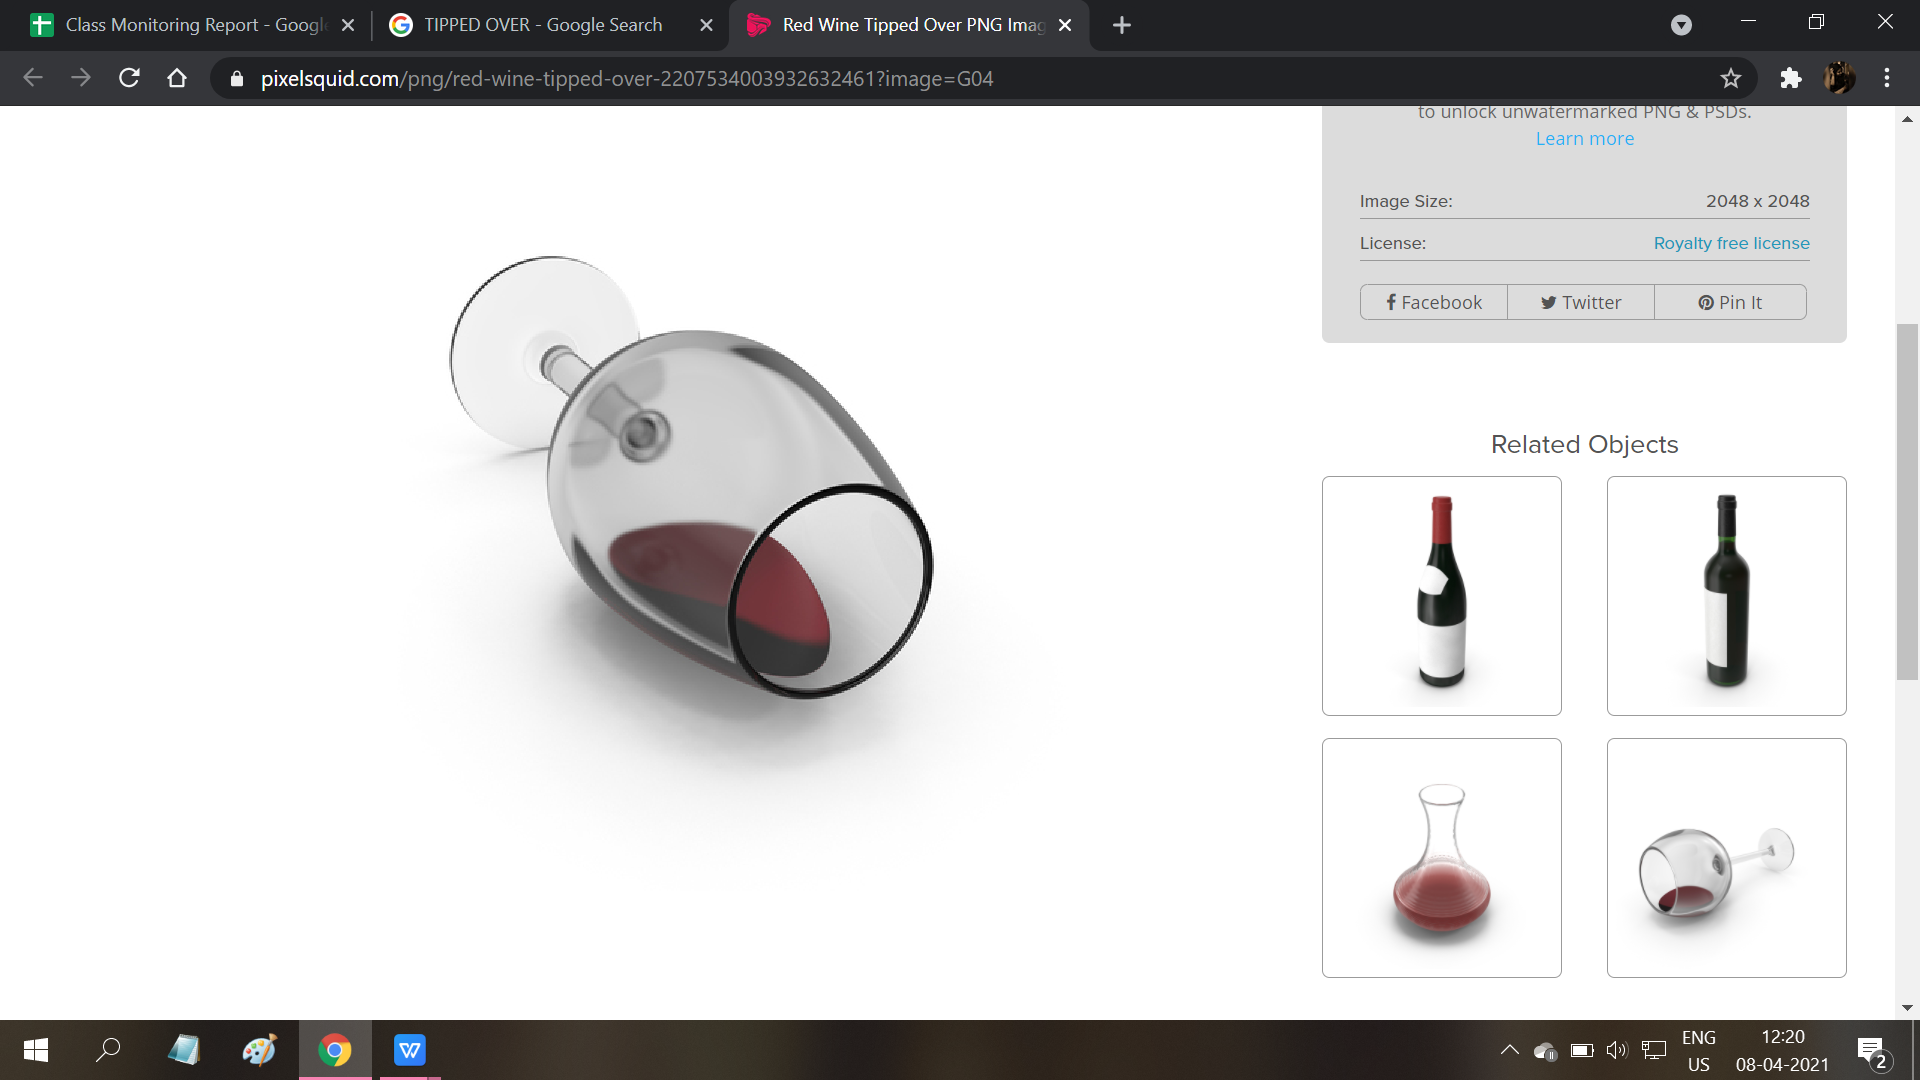 Class Monitoring Report - Googl
TIPPED OVER - Google Search
Red Wine Tipped Over PNG Imag
pixelsquid.com/png/red-wine-tipped-over-2207534003932632461?image=G04
to unlock unwatermarked PNG & PSDs.
Learn more
Image Size: 2048 x 2048
License: Royalty free license
Facebook Twitter Pin It
Related Objects
ENG 12:20
US 08-04-2021
2